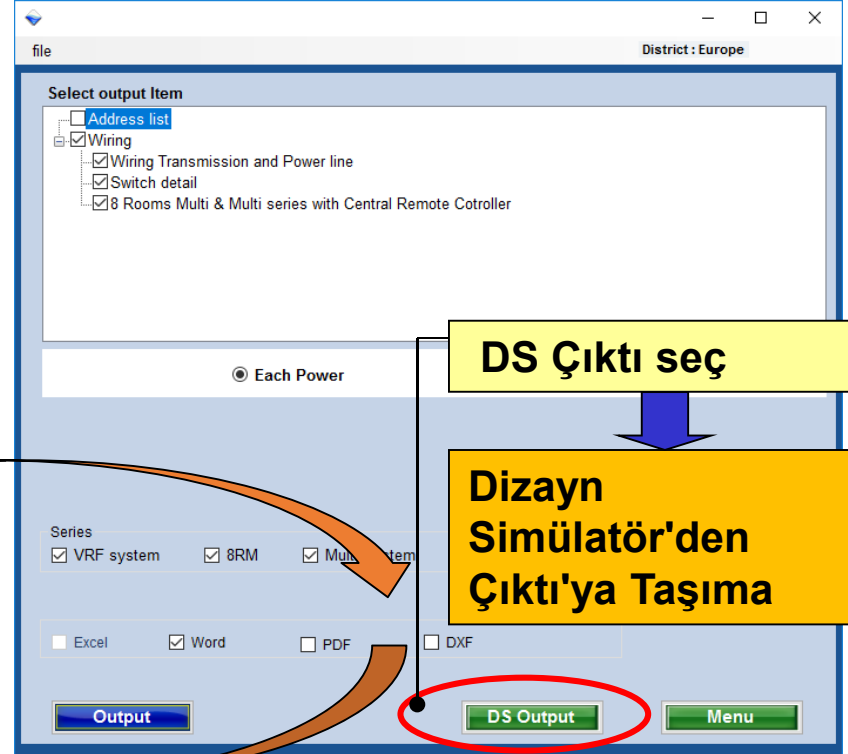 file
District : Europe
Select output Item
Address list
Wiring
Wiring Transmission and Power line
Switch detail
8 Rooms Multi & Multi series with Central Remote Cotroller
Each Power
DS Çıktı seç
Dizayn
Simülatör'den
Çıktı'ya Taşıma
Series
VRF system
8RM
Excel
Word
PDF
DXF
Output
DS Output
Menu